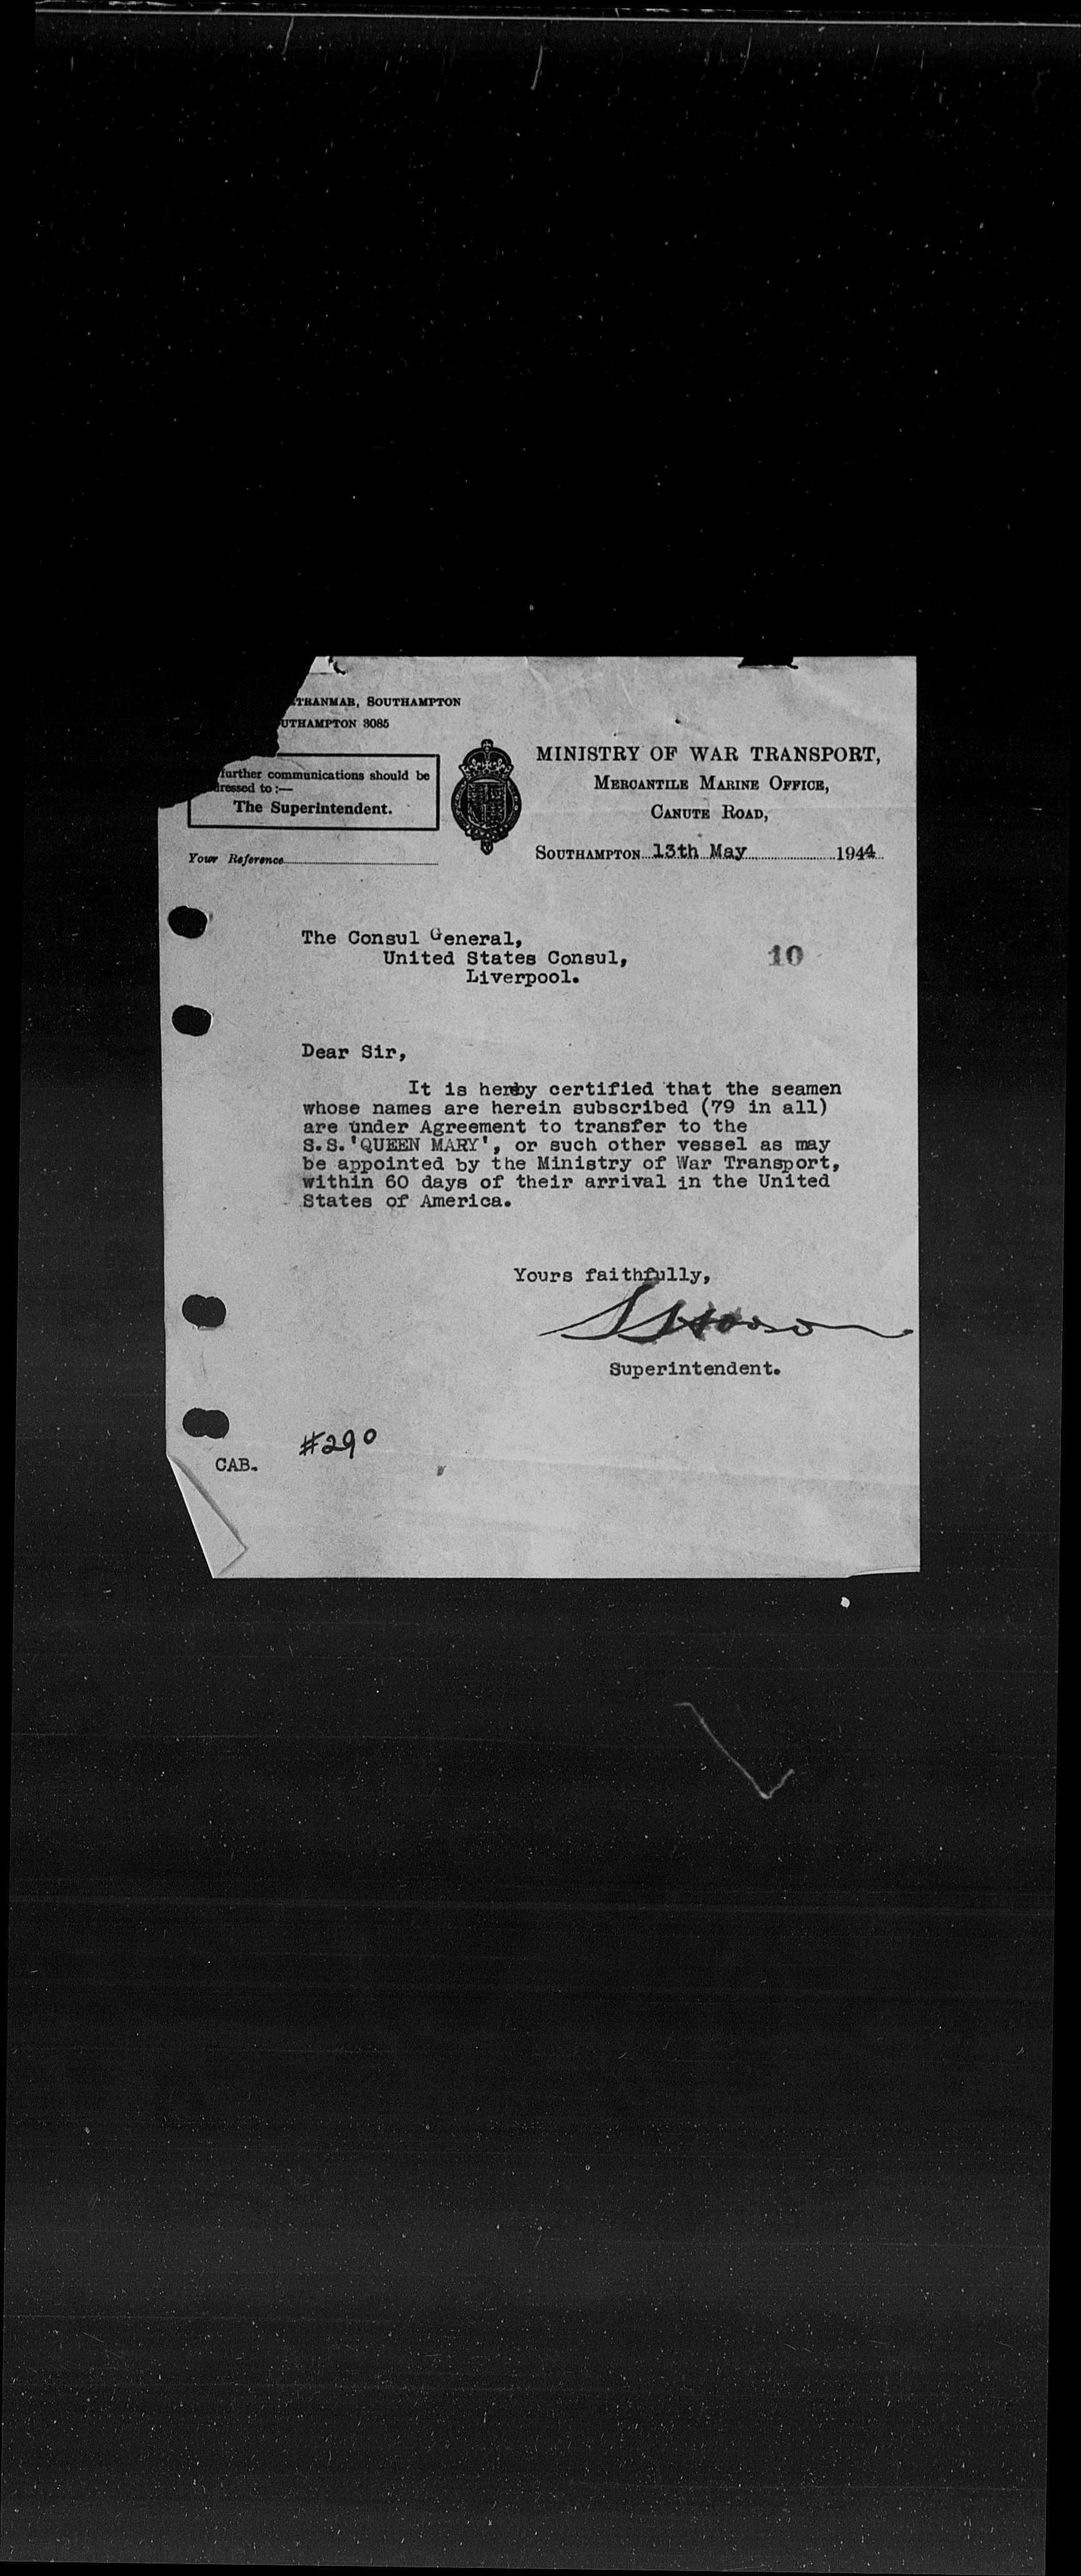 TRANMAR, SOUTHAMPTON
UTHAMPTON 3085
further communications should be
dressed to :—
The Superintendent.
Your Reference
MINISTRY OF WAR TRANSPORT,
MERCANTILE MARINE OFFICE,
CANUTE ROAD,
SOUTHAMPTON 13th May 1944
The Consul General,
United States Consul,
Liverpool.
10
Dear Sir,
It is hereby certified that the seamen
whose names are herein subscribed (79 in all)
are under Agreement to transfer to the
S.S.'QUEEN MARY', or such other vessel as may
be appointed by the Ministry of War Transport,
within 60 days of their arrival in the United
States of America.
Yours faithfully,
Superintendent.
#290
CAB.